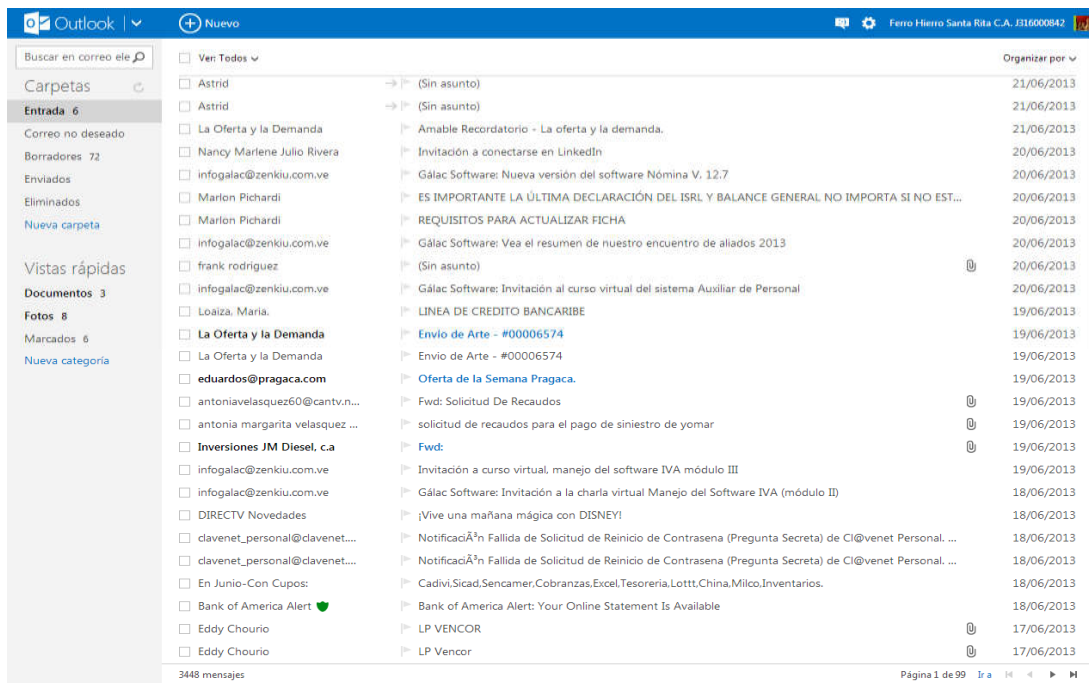 Outlook Nuevo Ferro Hierro Santa Rita C.A. J316000842
Buscar en correo ele Ver: Todos Organizar por
Carpetas
Entrada 6
Correo no deseado
Borradores 72
Enviados
Eliminados
Nueva carpeta
Vistas rápidas
Documentos 3
Fotos 8
Marcados 6
Nueva categoría
Astrid (Sin asunto) 21/06/2013
Astrid (Sin asunto) 21/06/2013
La Oferta y la Demanda Amable Recordatorio - La oferta y la demanda. 21/06/2013
Nancy Marlene Julio Rivera Invitación a conectarse en LinkedIn 20/06/2013
infogalac@zenkiu.com.ve Gálac Software: Nueva versión del software Nómina V. 12.7 20/06/2013
Marlon Pichardi ES IMPORTANTE LA ÚLTIMA DECLARACIÓN DEL ISRL Y BALANCE GENERAL NO IMPORTA SI NO EST... 20/06/2013
Marlon Pichardi REQUISITOS PARA ACTUALIZAR FICHA 20/06/2013
infogalac@zenkiu.com.ve Gálac Software: Vea el resumen de nuestro encuentro de aliados 2013 20/06/2013
frank rodriguez (Sin asunto) 20/06/2013
infogalac@zenkiu.com.ve Gálac Software: Invitación al curso virtual del sistema Auxiliar de Personal 20/06/2013
Loaiza, Maria. LINEA DE CREDITO BANCARIBE 19/06/2013
La Oferta y la Demanda Envio de Arte - #00006574 19/06/2013
La Oferta y la Demanda Envio de Arte - #00006574 19/06/2013
eduardos@pragaca.com Oferta de la Semana Pragaca. 19/06/2013
antoniavelasquez60@cantv.n... Fwd: Solicitud De Recaudos 19/06/2013
antonia margarita velasquez ... solicitud de recaudos para el pago de siniestro de yomar 19/06/2013
Inversiones JM Diesel, c.a Fwd: 19/06/2013
infogalac@zenkiu.com.ve Invitación a curso virtual, manejo del software IVA módulo III 19/06/2013
infogalac@zenkiu.com.ve Gálac Software: Invitación a la charla virtual Manejo del Software IVA (módulo II) 18/06/2013
DIRECTV Novedades ¡Vive una mañana mágica con DISNEY! 18/06/2013
clavenet_personal@clavenet.... NotificaciÃ³n Fallida de Solicitud de Reinicio de Contrasena (Pregunta Secreta) de Cl@venet Personal. ... 18/06/2013
clavenet_personal@clavenet.... NotificaciÃ³n Fallida de Solicitud de Reinicio de Contrasena (Pregunta Secreta) de Cl@venet Personal. ... 18/06/2013
En Junio-Con Cupos: Cadivi,Sicad,Sencamer,Cobranzas,Excel,Tesoreria,Lottt,China,Milco,Inventarios. 18/06/2013
Bank of America Alert Bank of America Alert: Your Online Statement Is Available 18/06/2013
Eddy Chourio LP VENCOR 17/06/2013
Eddy Chourio LP Vencor 17/06/2013
3448 mensajes Página 1 de 99 Ir a